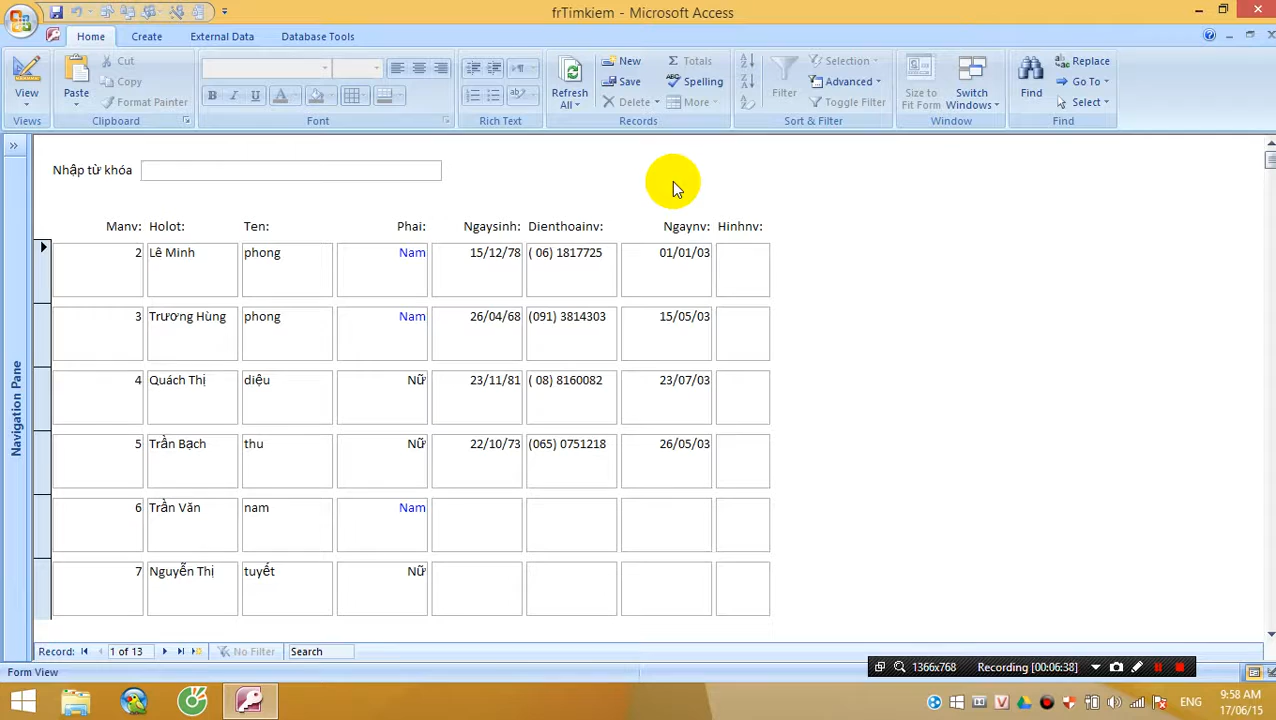 frTimkiem - Microsoft Access
Home Create External Data Database Tools
View
Views
Paste
Cut
Copy
Format Painter
Clipboard
B I U A
Font
Rich Text
Refresh All
New
Save
Delete
Totals
Spelling
More
Records
Filter
Selection
Advanced
Toggle Filter
Sort & Filter
Size to Fit Form
Switch Windows
Window
Find
Replace
Go To
Select
Find
Navigation Pane
Nhập từ khóa
Manv: Holot: Ten: Phai: Ngaysinh: Dienthoainv: Ngaynv: Hinhnv:
2 Lê Minh phong Nam 15/12/78 ( 06) 1817725 01/01/03
3 Trương Hùng phong Nam 26/04/68 (091) 3814303 15/05/03
4 Quách Thị diệu Nữ 23/11/81 ( 08) 8160082 23/07/03
5 Trần Bạch thu Nữ 22/10/73 (065) 0751218 26/05/03
6 Trần Văn nam Nam
7 Nguyễn Thị tuyết Nữ
Record: 1 of 13 No Filter Search
Form View
1366x768 Recording [00:06:38]
ENG
9:58 AM
17/06/15